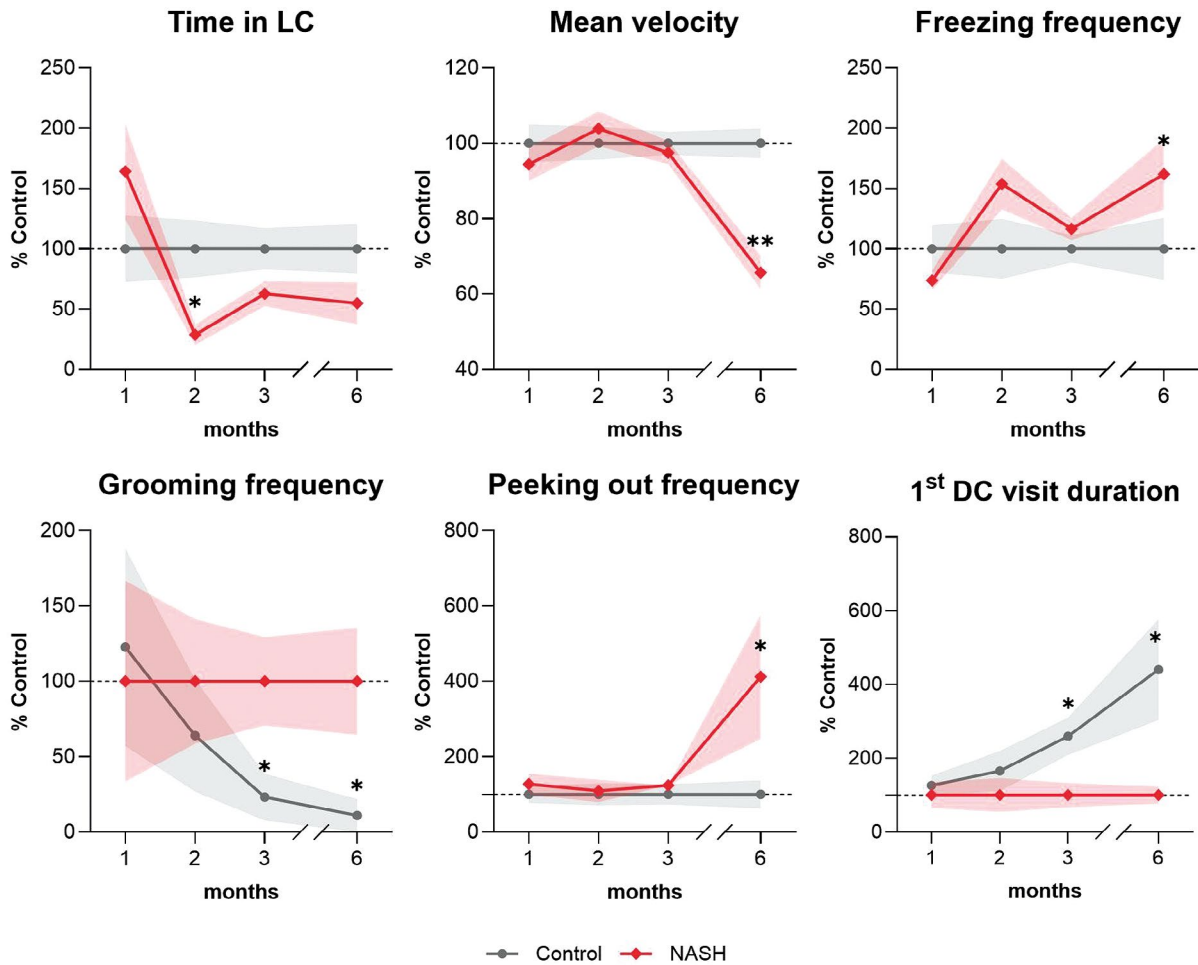 Time in LC
Mean velocity
Freezing frequency
250
200
150
100
50
0
% Control
*
1 2 3 6
months
120
100
80
60
40
% Control
**
1 2 3 6
months
250
200
150
100
50
0
% Control
*
1 2 3 6
months
Grooming frequency
Peeking out frequency
1st DC visit duration
200
150
100
50
0
% Control
* *
1 2 3 6
months
800
600
400
200
0
% Control
*
1 2 3 6
months
800
600
400
200
0
% Control
* *
1 2 3 6
months
Control NASH